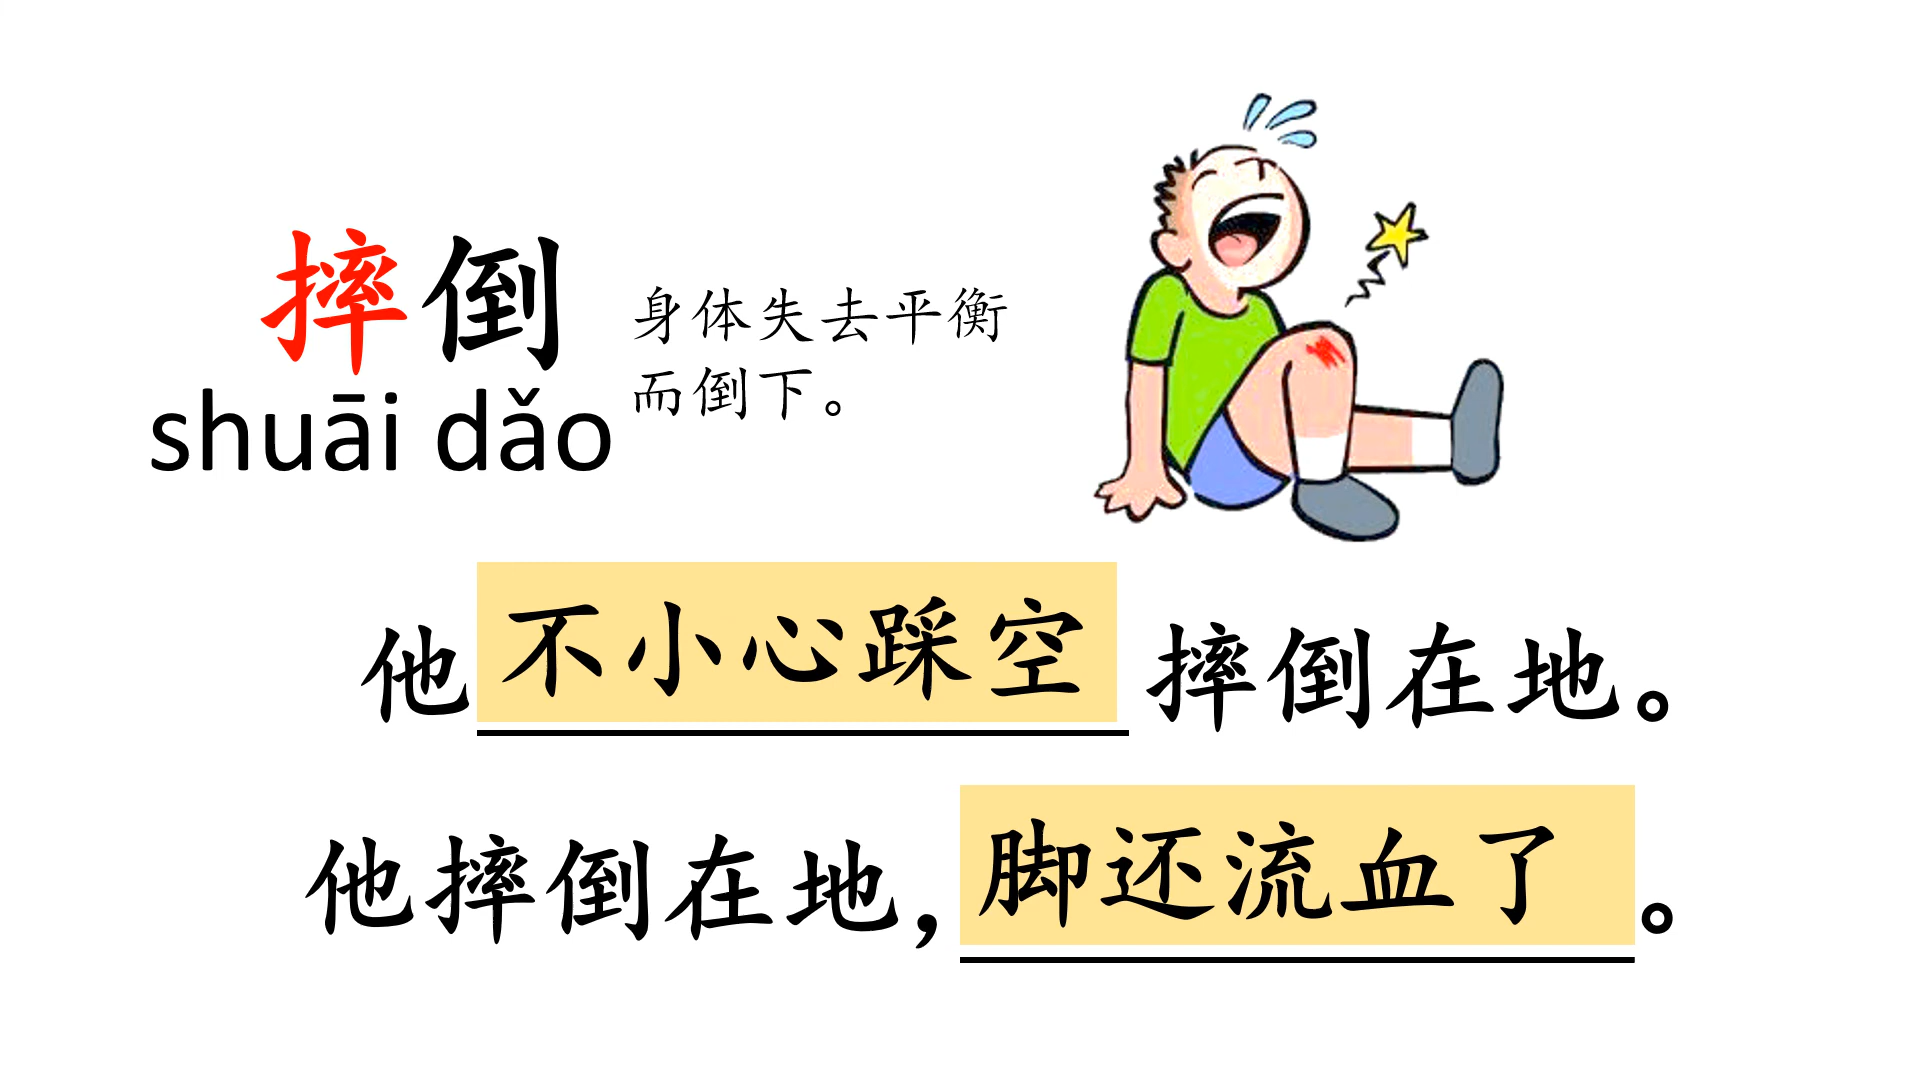 摔倒
shuāi dǎo
身体失去平衡
而倒下。
他不小心踩空摔倒在地。
他摔倒在地，脚还流血了。